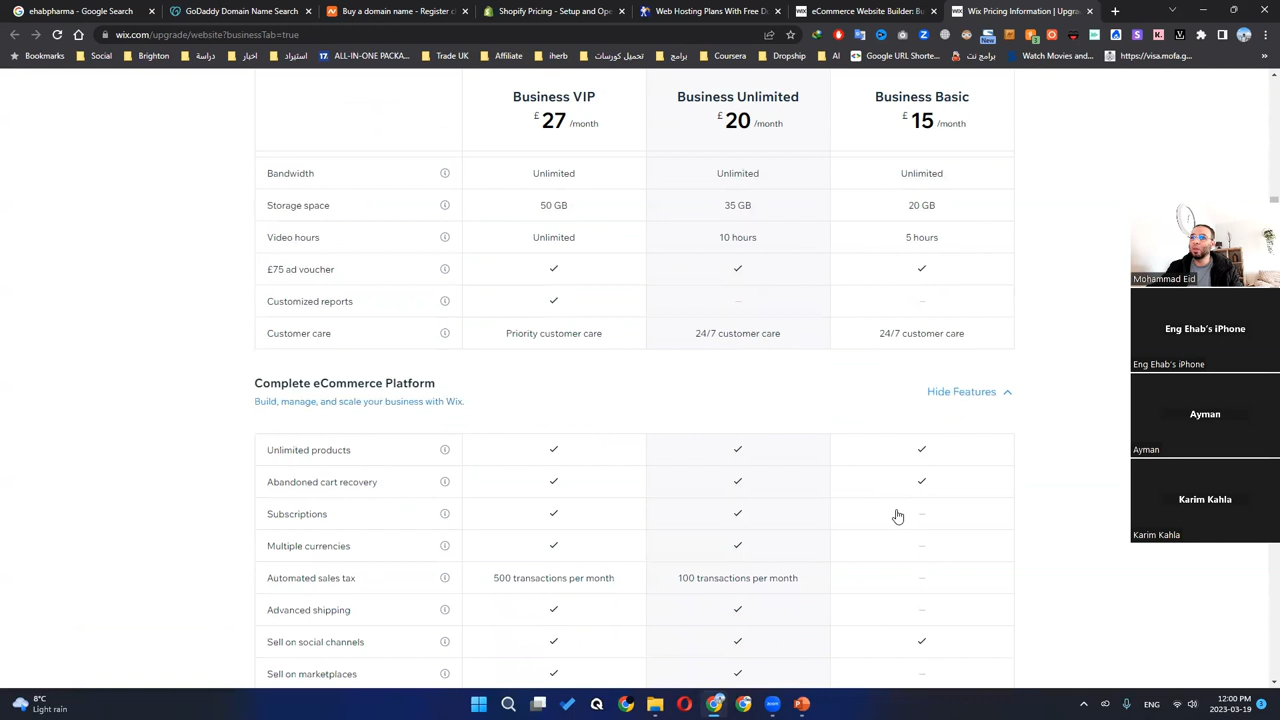 ehabpharma - Google Search
GoDaddy Domain Name Search
Buy a domain name - Register c
Shopify Pricing - Setup and Ope
Web Hosting Plans With Free D
eCommerce Website Builder: Bu
Wix Pricing Information | Upgrad
wix.com/upgrade/website?businessTab=true
New
Bookmarks Social Brighton دراسة الأخبار استيراد 17 ALL-IN-ONE PACKA... Trade UK Affiliate iherb برامج تحميل كورسات Coursera Dropship AI Google URL Shorte... برامج نت Watch Movies and... https://visa.mofa.g...
Business VIP Business Unlimited Business Basic
£ 27 /month £ 20 /month £ 15 /month
Bandwidth Unlimited Unlimited Unlimited
Storage space 50 GB 35 GB 20 GB
Video hours Unlimited 10 hours 5 hours
£75 ad voucher
Customized reports
Customer care Priority customer care 24/7 customer care 24/7 customer care
Complete eCommerce Platform
Hide Features
Build, manage, and scale your business with Wix.
Unlimited products
Abandoned cart recovery
Subscriptions
Multiple currencies
Automated sales tax 500 transactions per month 100 transactions per month
Advanced shipping
Sell on social channels
Sell on marketplaces
Mohammad Eid
Eng Ehab's iPhone
Eng Ehab's iPhone
Ayman
Ayman
Karim Kahla
Karim Kahla
8°C
Light rain
ENG
12:00 PM
2023-03-19